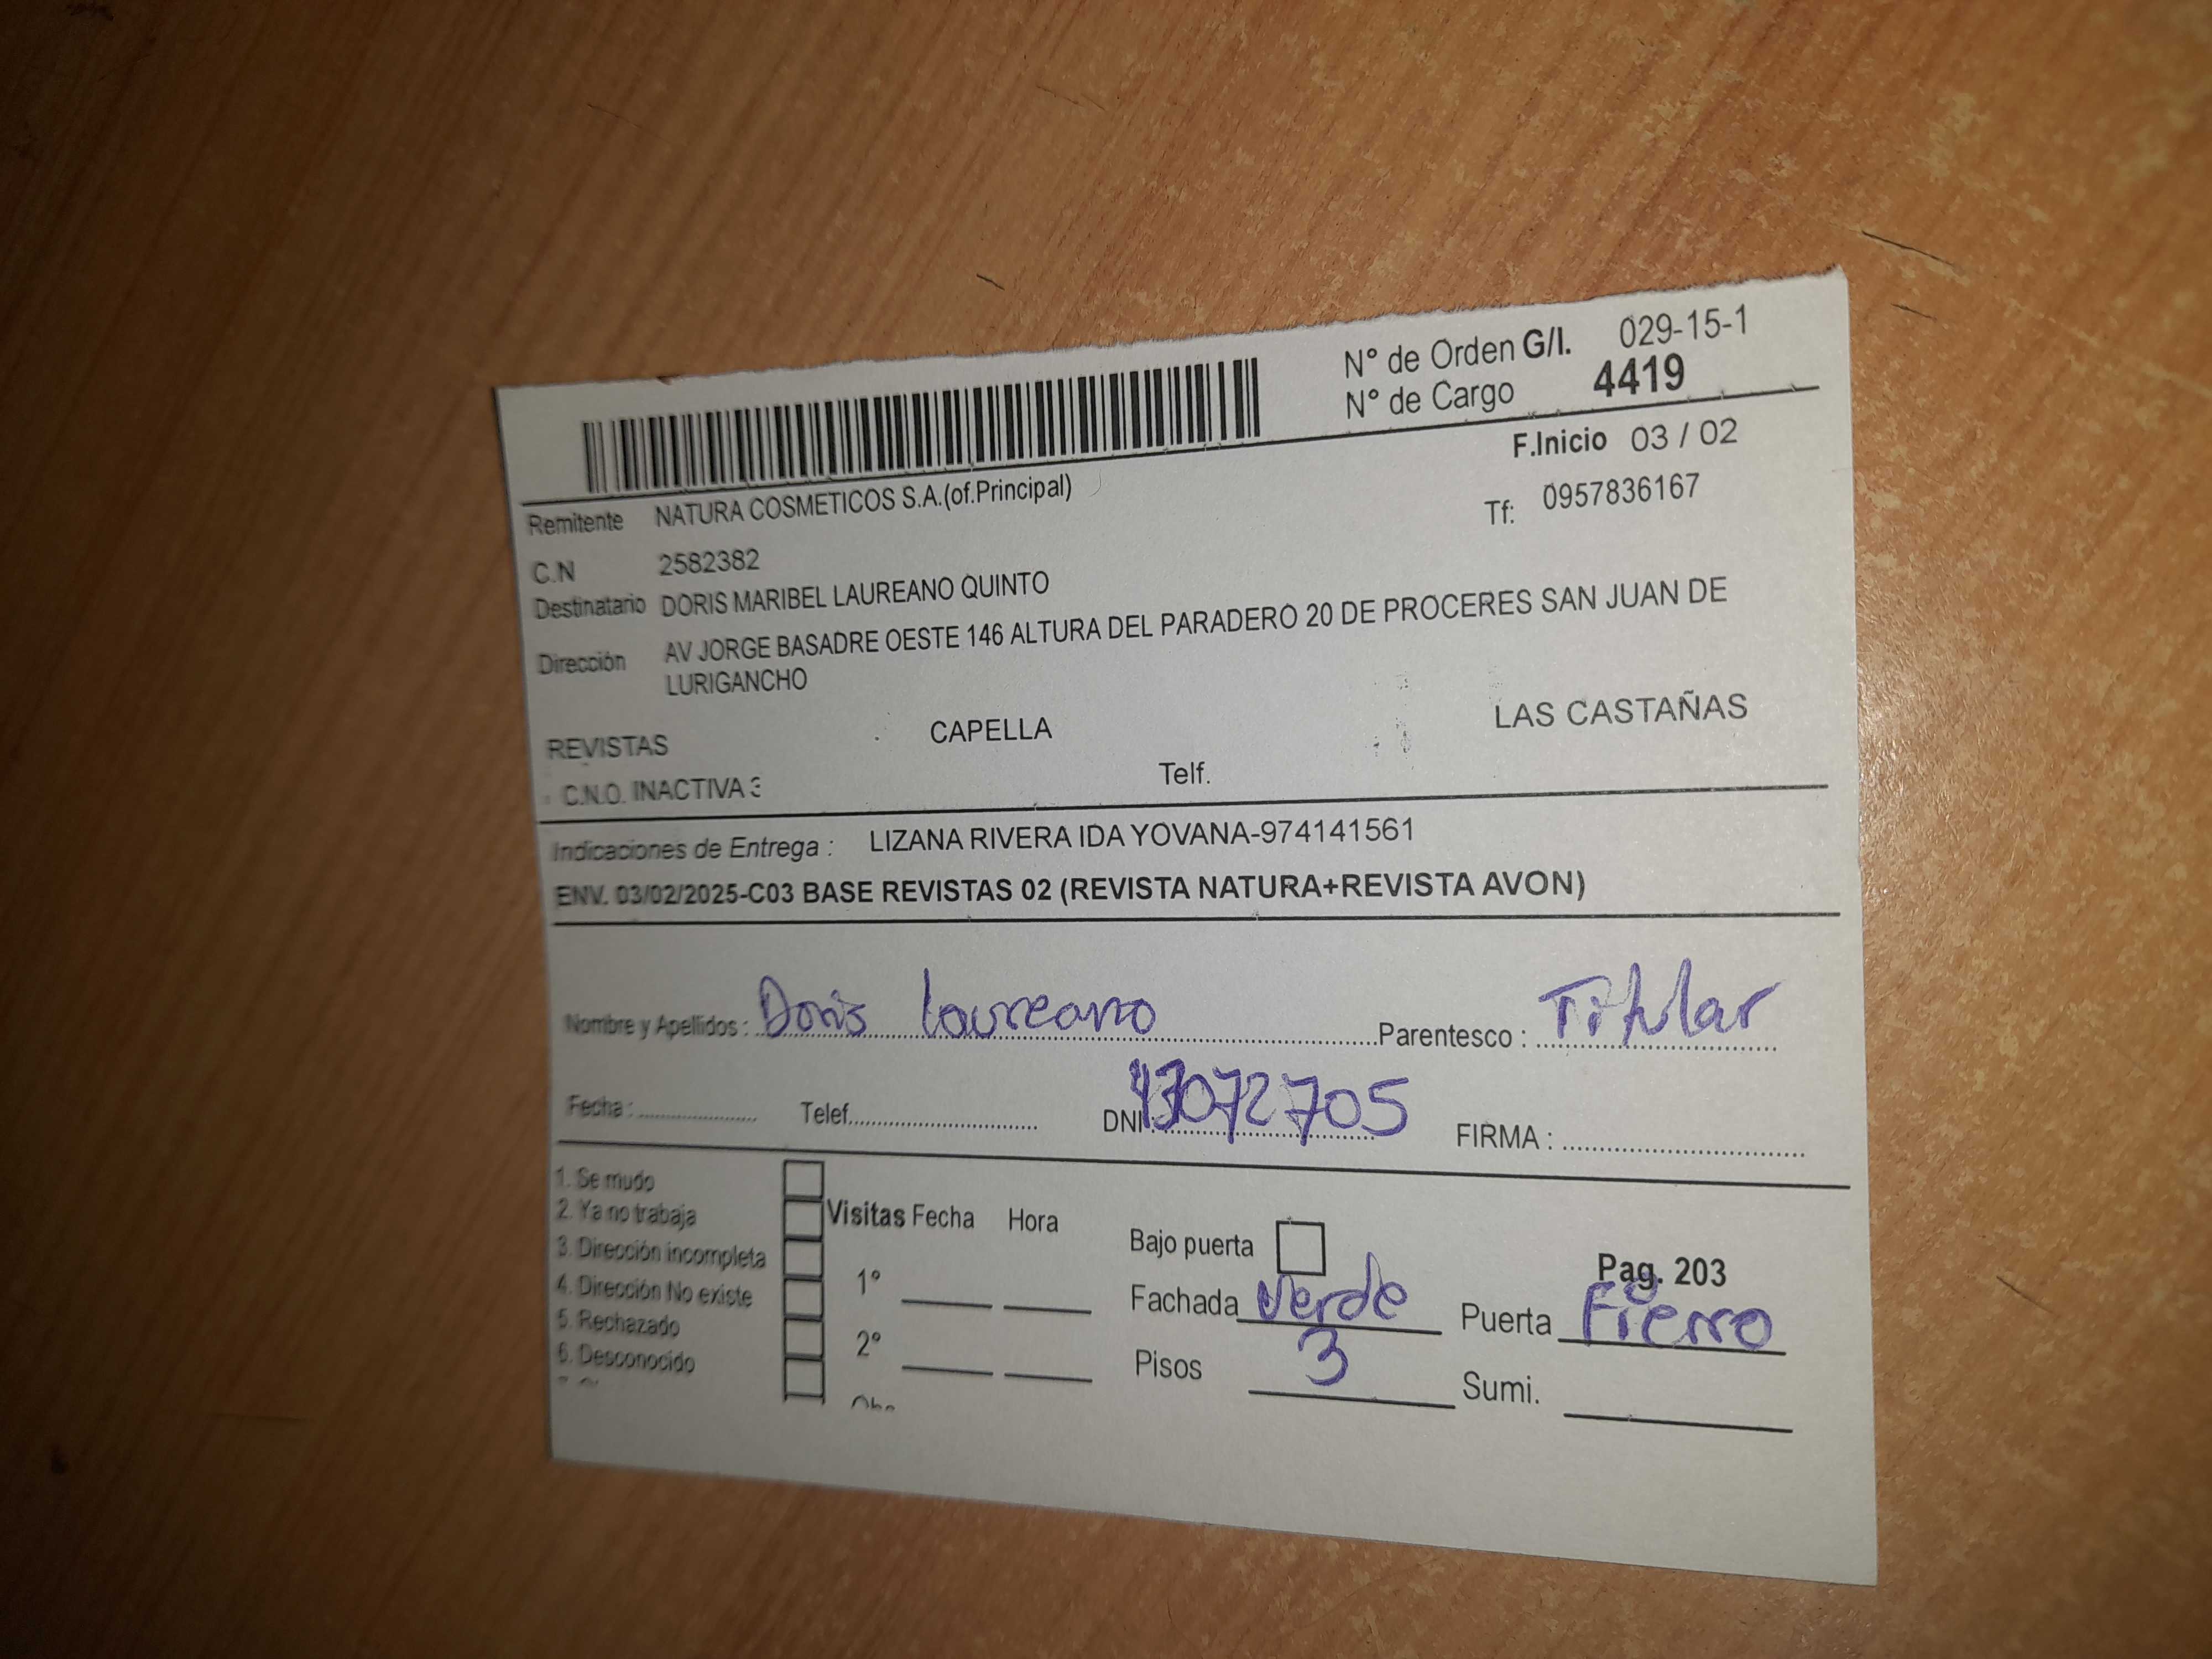 N° de Orden G/I. 029-15-1
N° de Cargo 4419
F.Inicio 03 / 02
Remitente NATURA COSMETICOS S.A.(of.Principal)
Tf: 0957836167
C.N 2582382
Destinatario DORIS MARIBEL LAUREANO QUINTO
Dirección AV JORGE BASADRE OESTE 146 ALTURA DEL PARADERO 20 DE PROCERES SAN JUAN DE
LURIGANCHO
REVISTAS CAPELLA LAS CASTAÑAS
C.N.O. INACTIVA 3 Telf.
Indicaciones de Entrega : LIZANA RIVERA IDA YOVANA-974141561
ENV. 03/02/2025-C03 BASE REVISTAS 02 (REVISTA NATURA+REVISTA AVON)
Nombre y Apellidos : Doris Laureano Parentesco : Titular
Fecha : Telef. DNI : 43072705 FIRMA :
1. Se mudo
2. Ya no trabaja Visitas Fecha Hora
3. Dirección incompleta Bajo puerta Pag. 203
4. Dirección No existe 1° Fachada Verde Puerta Fierro
5. Rechazado
6. Desconocido 2° Pisos 3 Sumi.